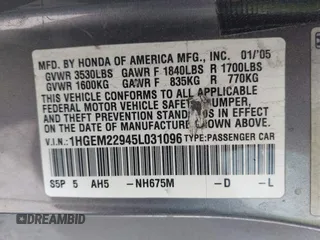 MFD. BY HONDA OF AMERICA MFG., INC. 01/'05
GVWR 3530LBS GAWR F 1840LBS R 1700LBS
GVWR 1600KG GAWR F 835KG R 770KG
THIS VEHICLE CONFORMS TO ALL APPLICABLE
FEDERAL MOTOR VEHICLE SAFETY, BUMPER,
AND THEFT PREVENTION STANDARDS IN EFFECT
ON THE DATE OF MANUFACTURE SHOWN ABOVE.
V.I.N.: 1HGEM22945L031096 TYPE: PASSENGER CAR
S5P 5 AH5 -NH675M -D -L